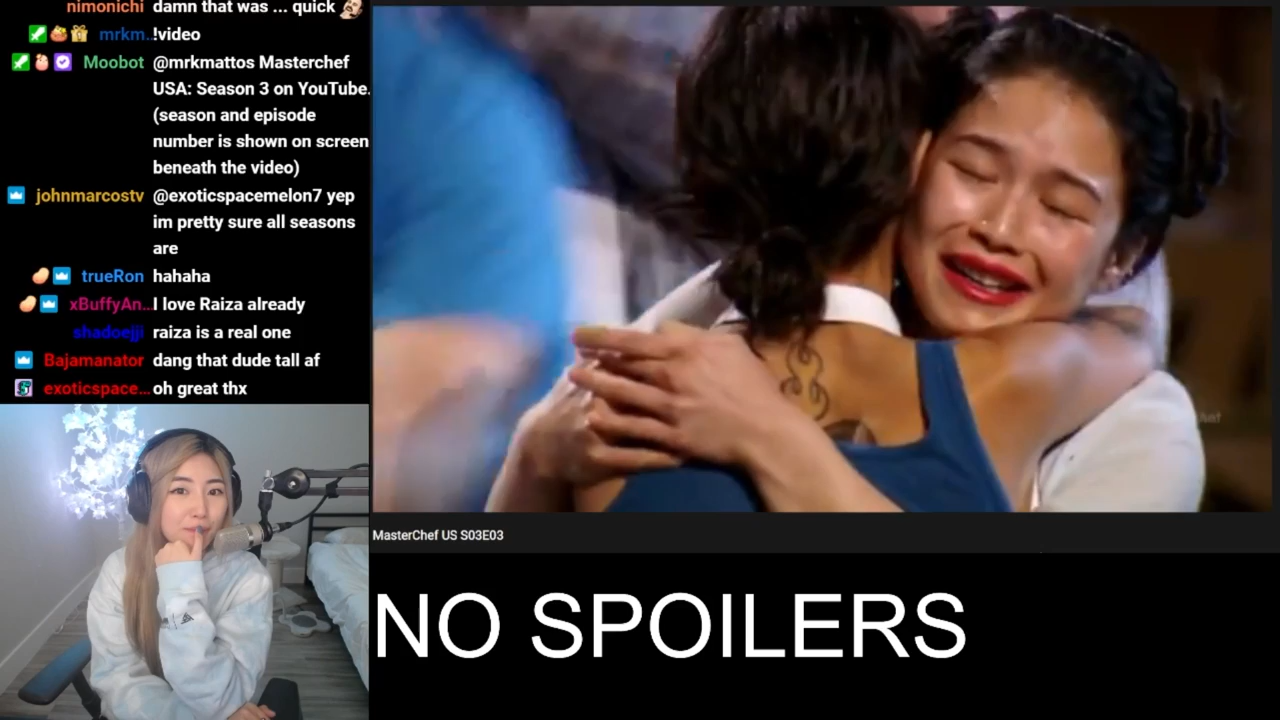 nimonichi damn that was ... quick
mrkm.. !video
Moobot @mrkmattos Masterchef
USA: Season 3 on YouTube.
(season and episode
number is shown on screen
beneath the video)
johnmarcostv @exoticspacemelon7 yep
im pretty sure all seasons
are
trueRon hahaha
xBuffyAn... I love Raiza already
shadoejji raiza is a real one
Bajamanator dang that dude tall af
exoticspace... oh great thx
MasterChef US S03E03
NO SPOILERS